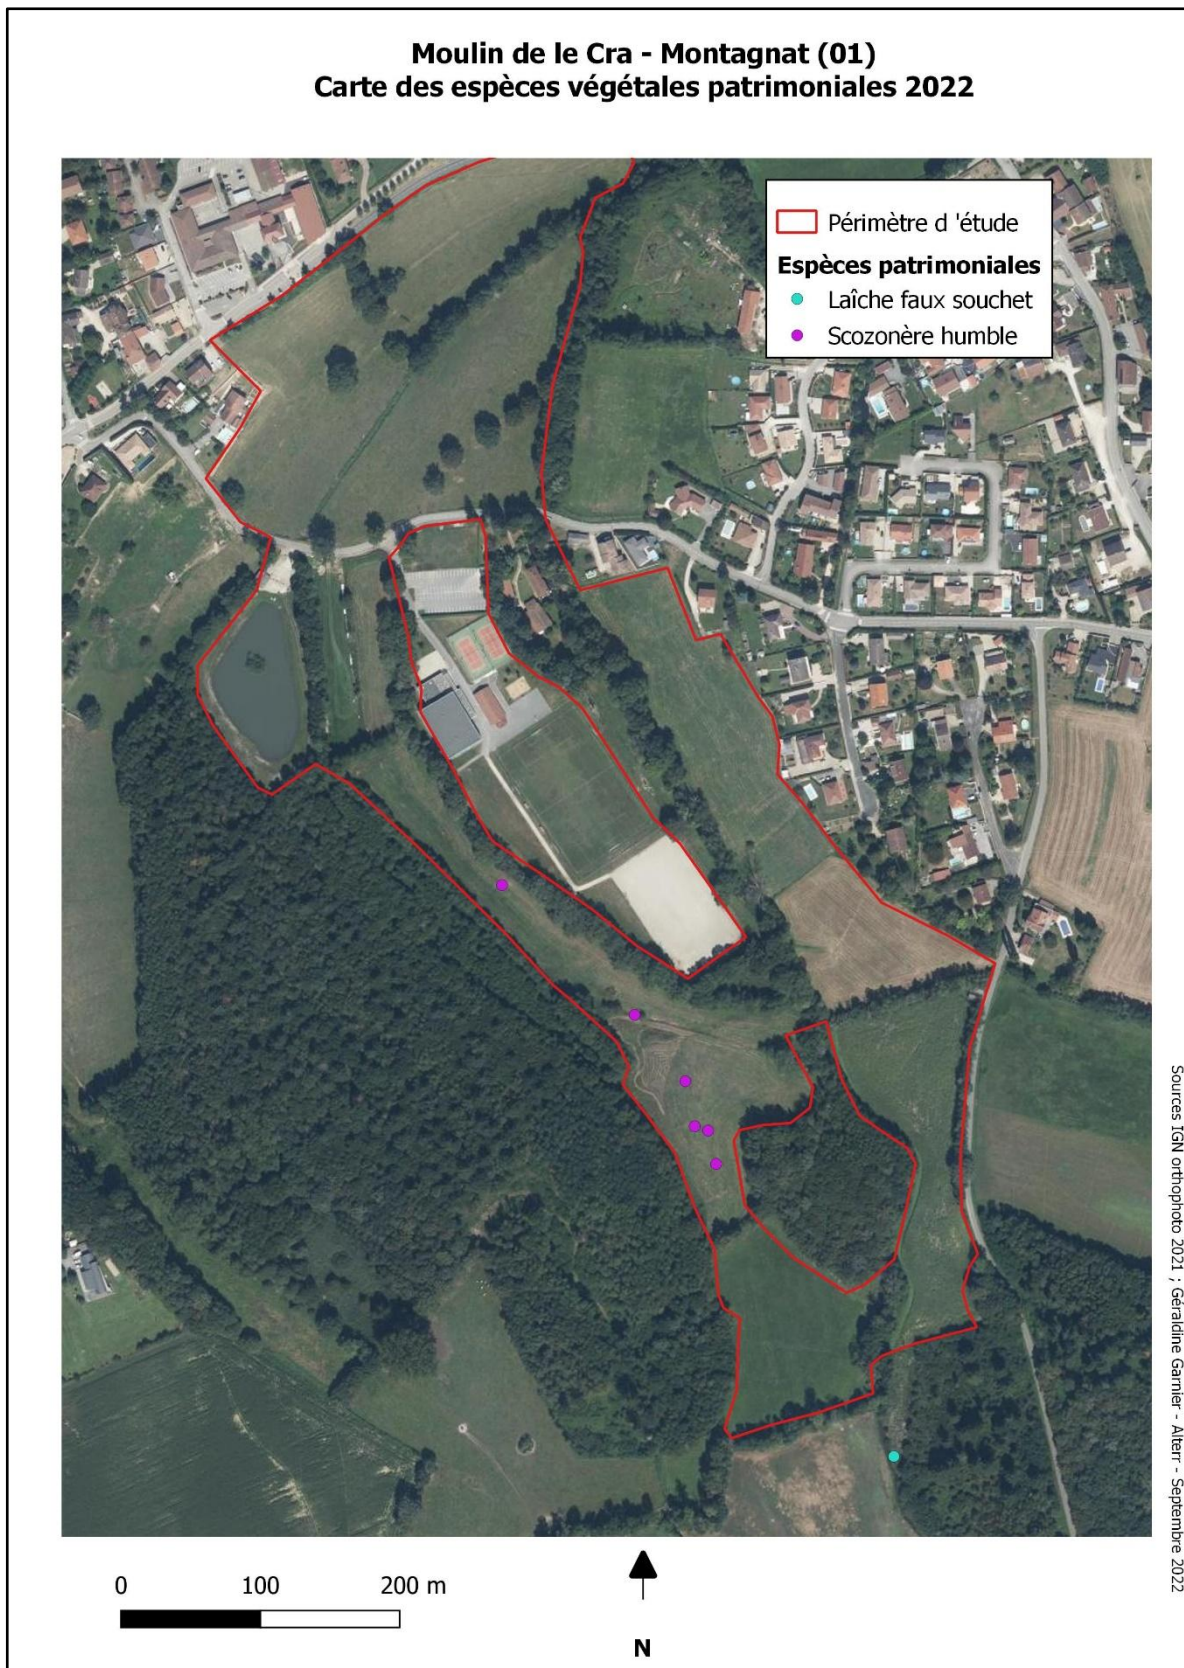 Moulin de le Cra - Montagnat (01)
Carte des espèces végétales patrimoniales 2022
Périmètre d 'étude
Espèces patrimoniales
Laîche faux souchet
Scozonère humble
Sources IGN orthophoto 2021 ; Géraldine Garnier - Alterr - Septembre 2022
0 100 200 m
N